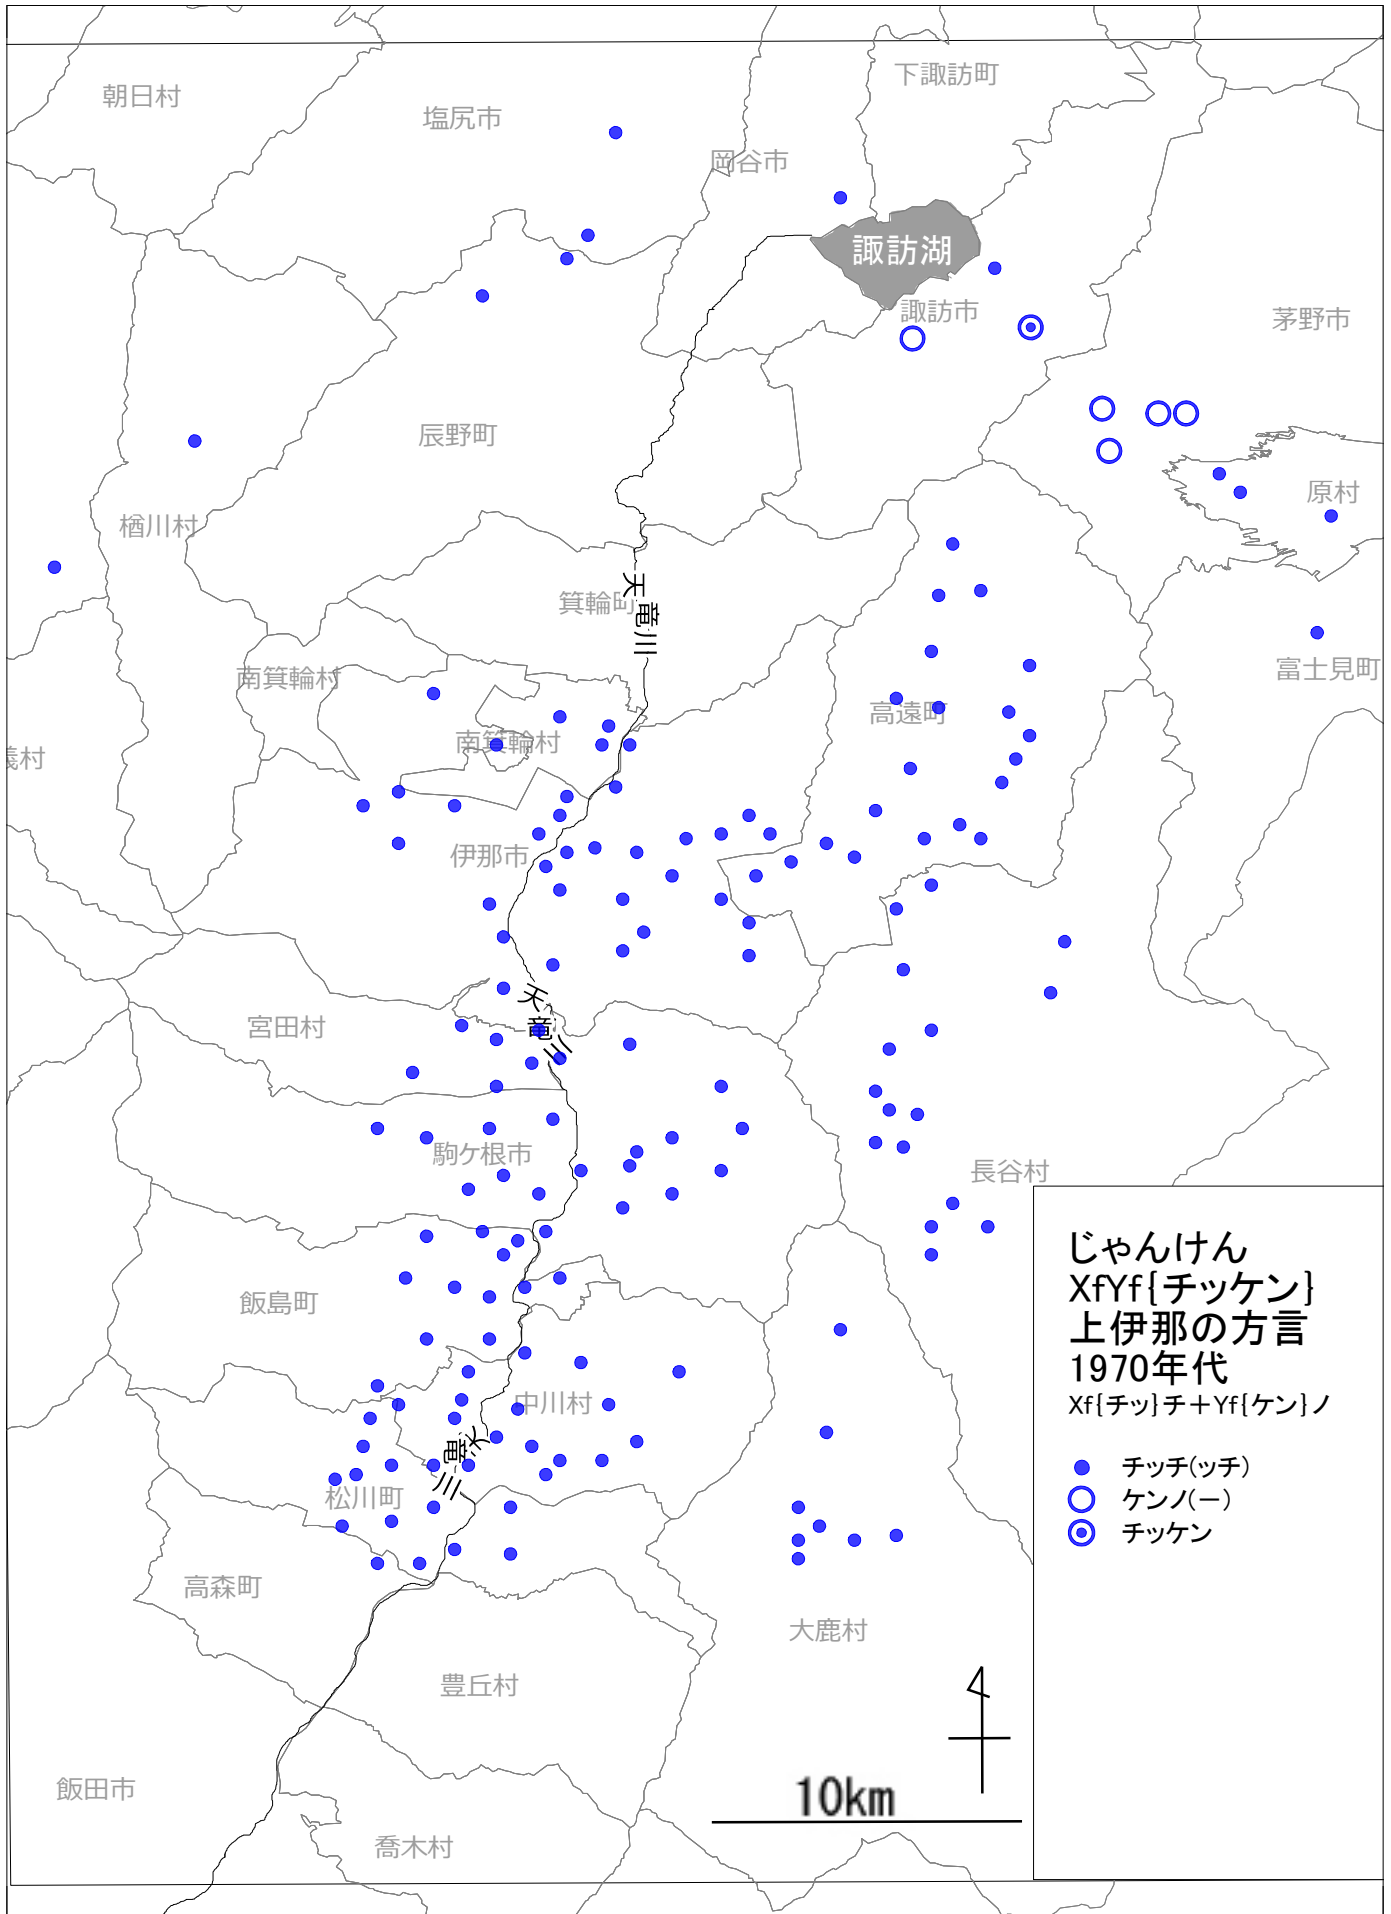 下諏訪町
朝日村
塩尻市
岡谷市
諏訪湖
諏訪市
茅野市
辰野町
原村
楢川村
天竜川
箕輪町
南箕輪村
富士見町
高遠町
南箕輪村
義村
伊那市
天竜川
宮田村
駒ケ根市
長谷村
飯島町
中川村
天竜川
松川町
高森町
大鹿村
豊丘村
飯田市
喬木村
10km
じゃんけん
XfYf{チッケン}
上伊那の方言
1970年代
Xf{チッ}チ＋Yf{ケン}ノ
チッチ(ッチ)
ケンノ(ー)
チッケン